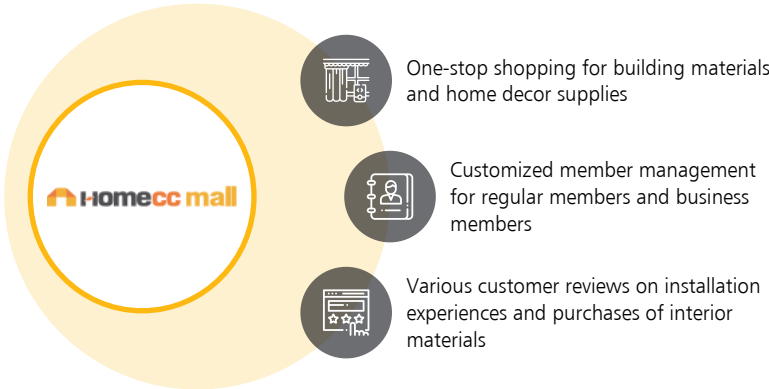 Homecc mall
One-stop shopping for building materials
and home decor supplies
Customized member management
for regular members and business
members
Various customer reviews on installation
experiences and purchases of interior
materials